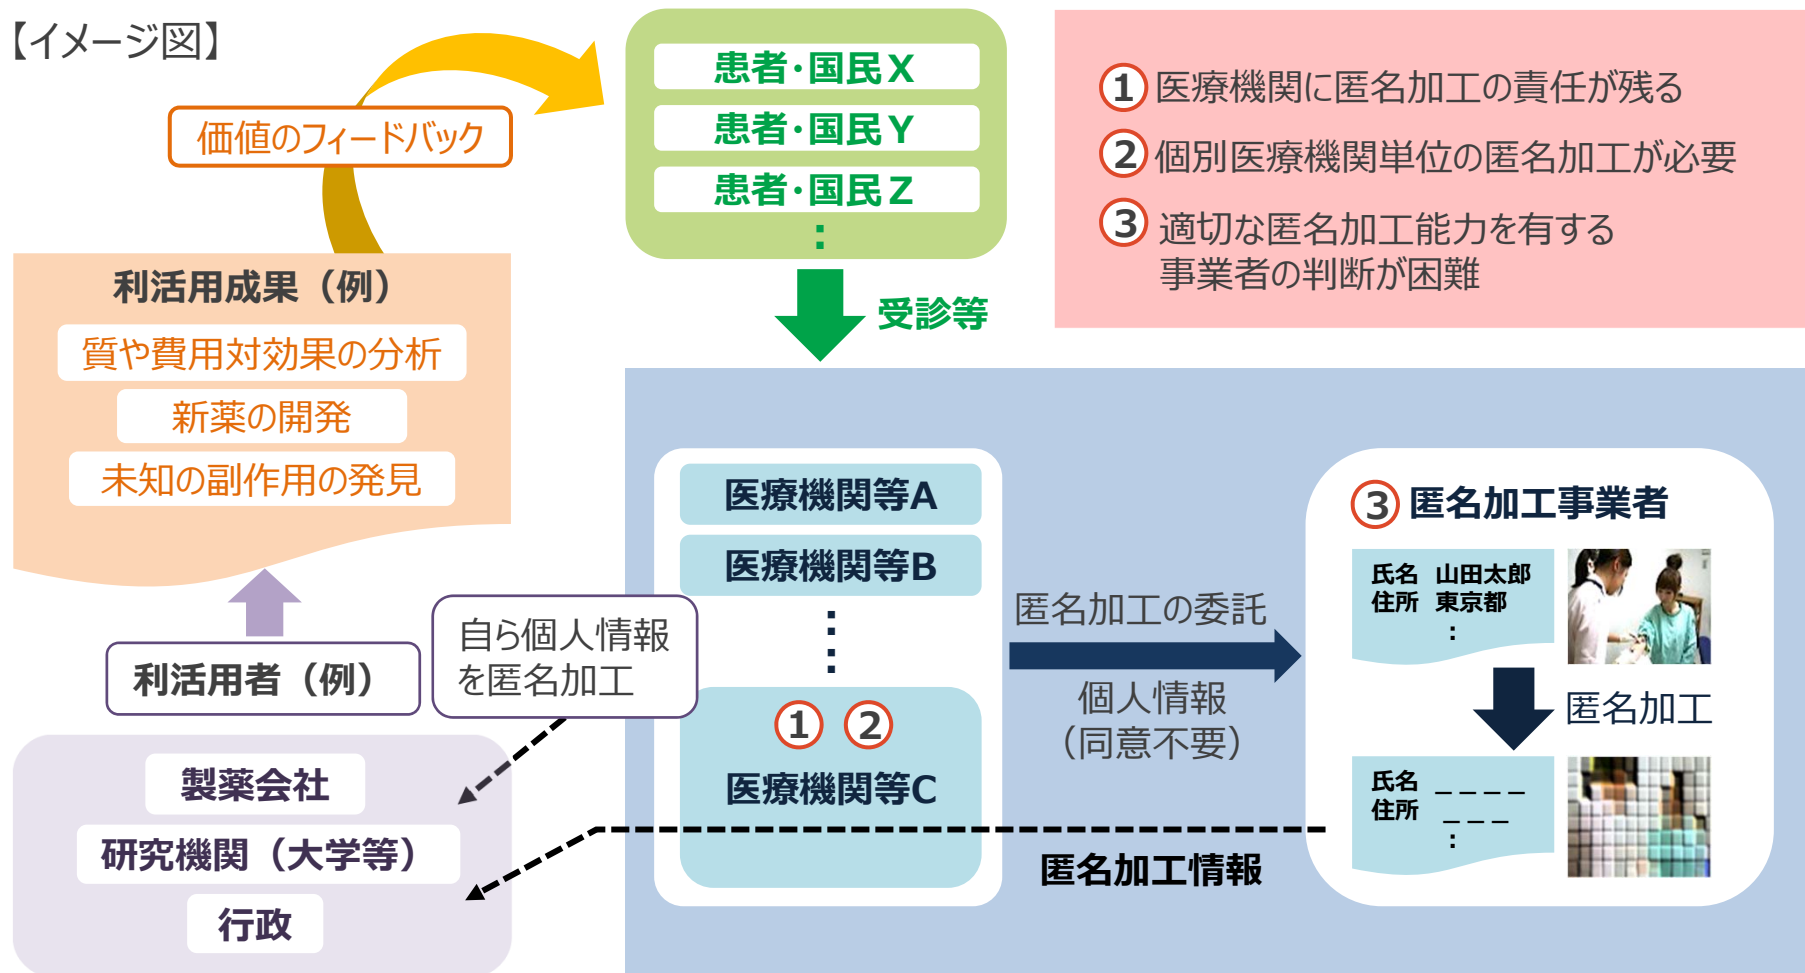 【イメージ図】
価値のフィードバック
患者・国民X
患者・国民Y
患者・国民Z
：
受診等
① 医療機関に匿名加工の責任が残る
② 個別医療機関単位の匿名加工が必要
③ 適切な匿名加工能力を有する
事業者の判断が困難
利活用成果（例）
質や費用対効果の分析
新薬の開発
未知の副作用の発見
利活用者（例）
製薬会社
研究機関（大学等）
行政
自ら個人情報
を匿名加工
医療機関等A
医療機関等B
：
：
① ②
医療機関等C
匿名加工の委託
個人情報
（同意不要）
匿名加工情報
③ 匿名加工事業者
氏名 山田太郎
住所 東京都
：
匿名加工
氏名 ＿＿＿＿
住所 ＿＿＿
：